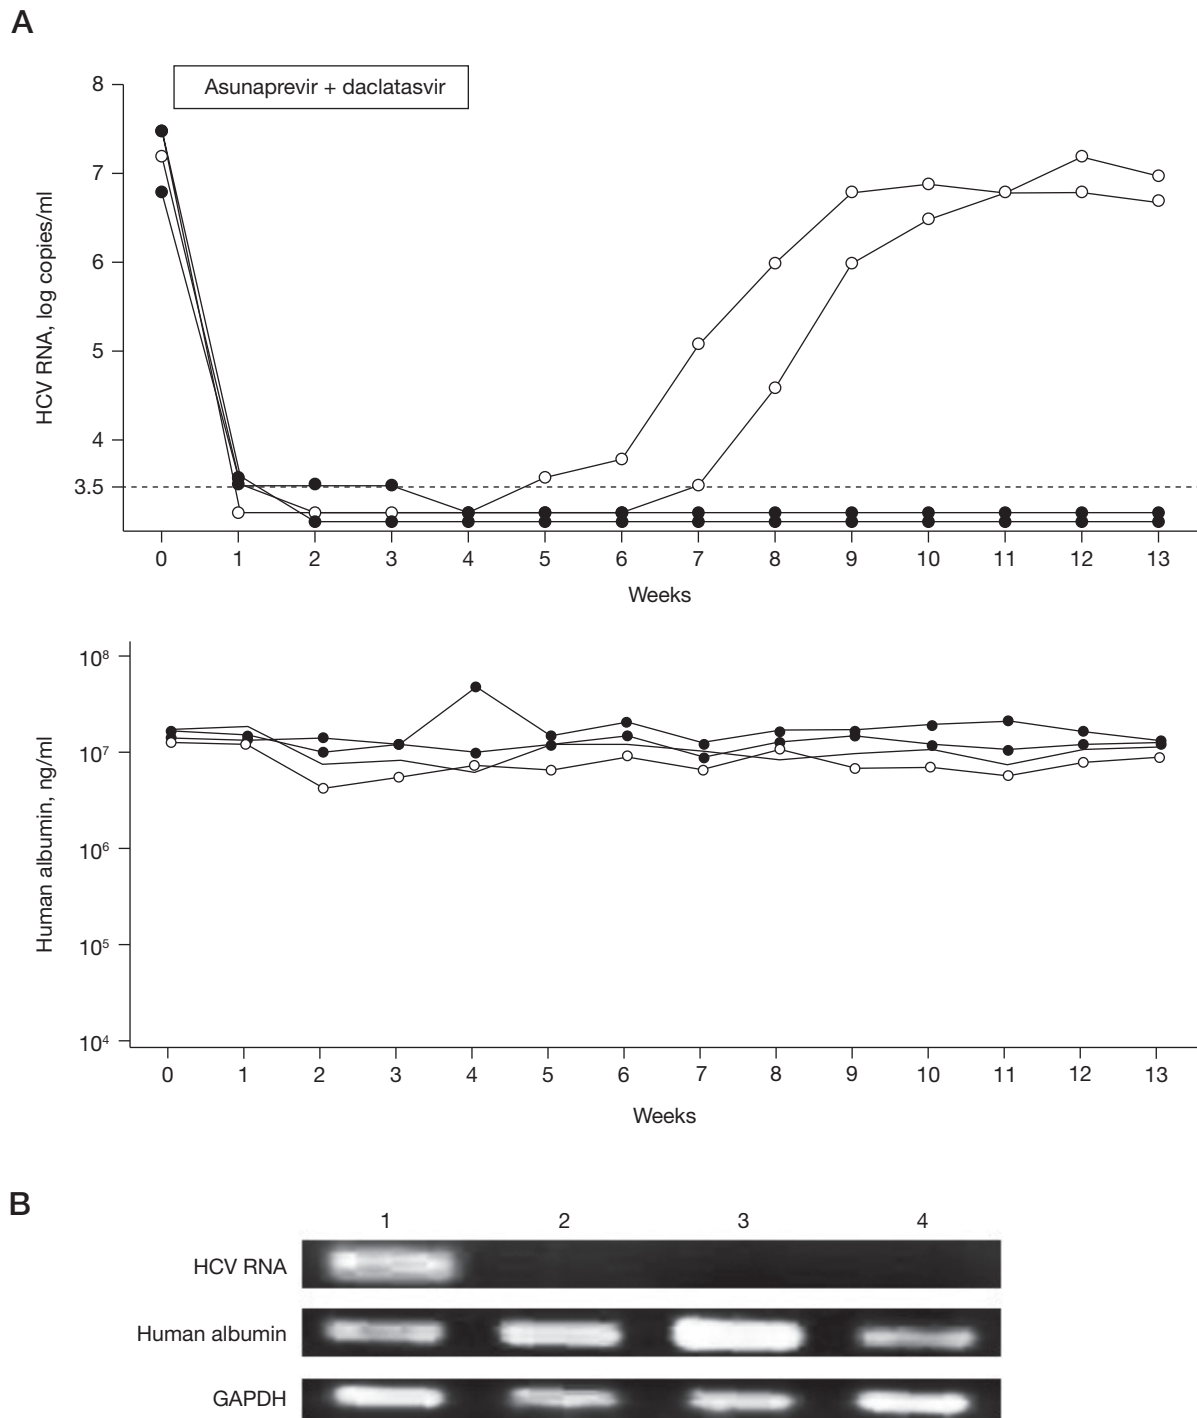 A
Asunaprevir + daclatasvir
HCV RNA, log copies/ml
8
7
6
5
4
3.5
0 1 2 3 4 5 6 7 8 9 10 11 12 13
Weeks
Human albumin, ng/ml
10⁸
10⁷
10⁶
10⁵
10⁴
0 1 2 3 4 5 6 7 8 9 10 11 12 13
Weeks
B
1 2 3 4
HCV RNA
Human albumin
GAPDH